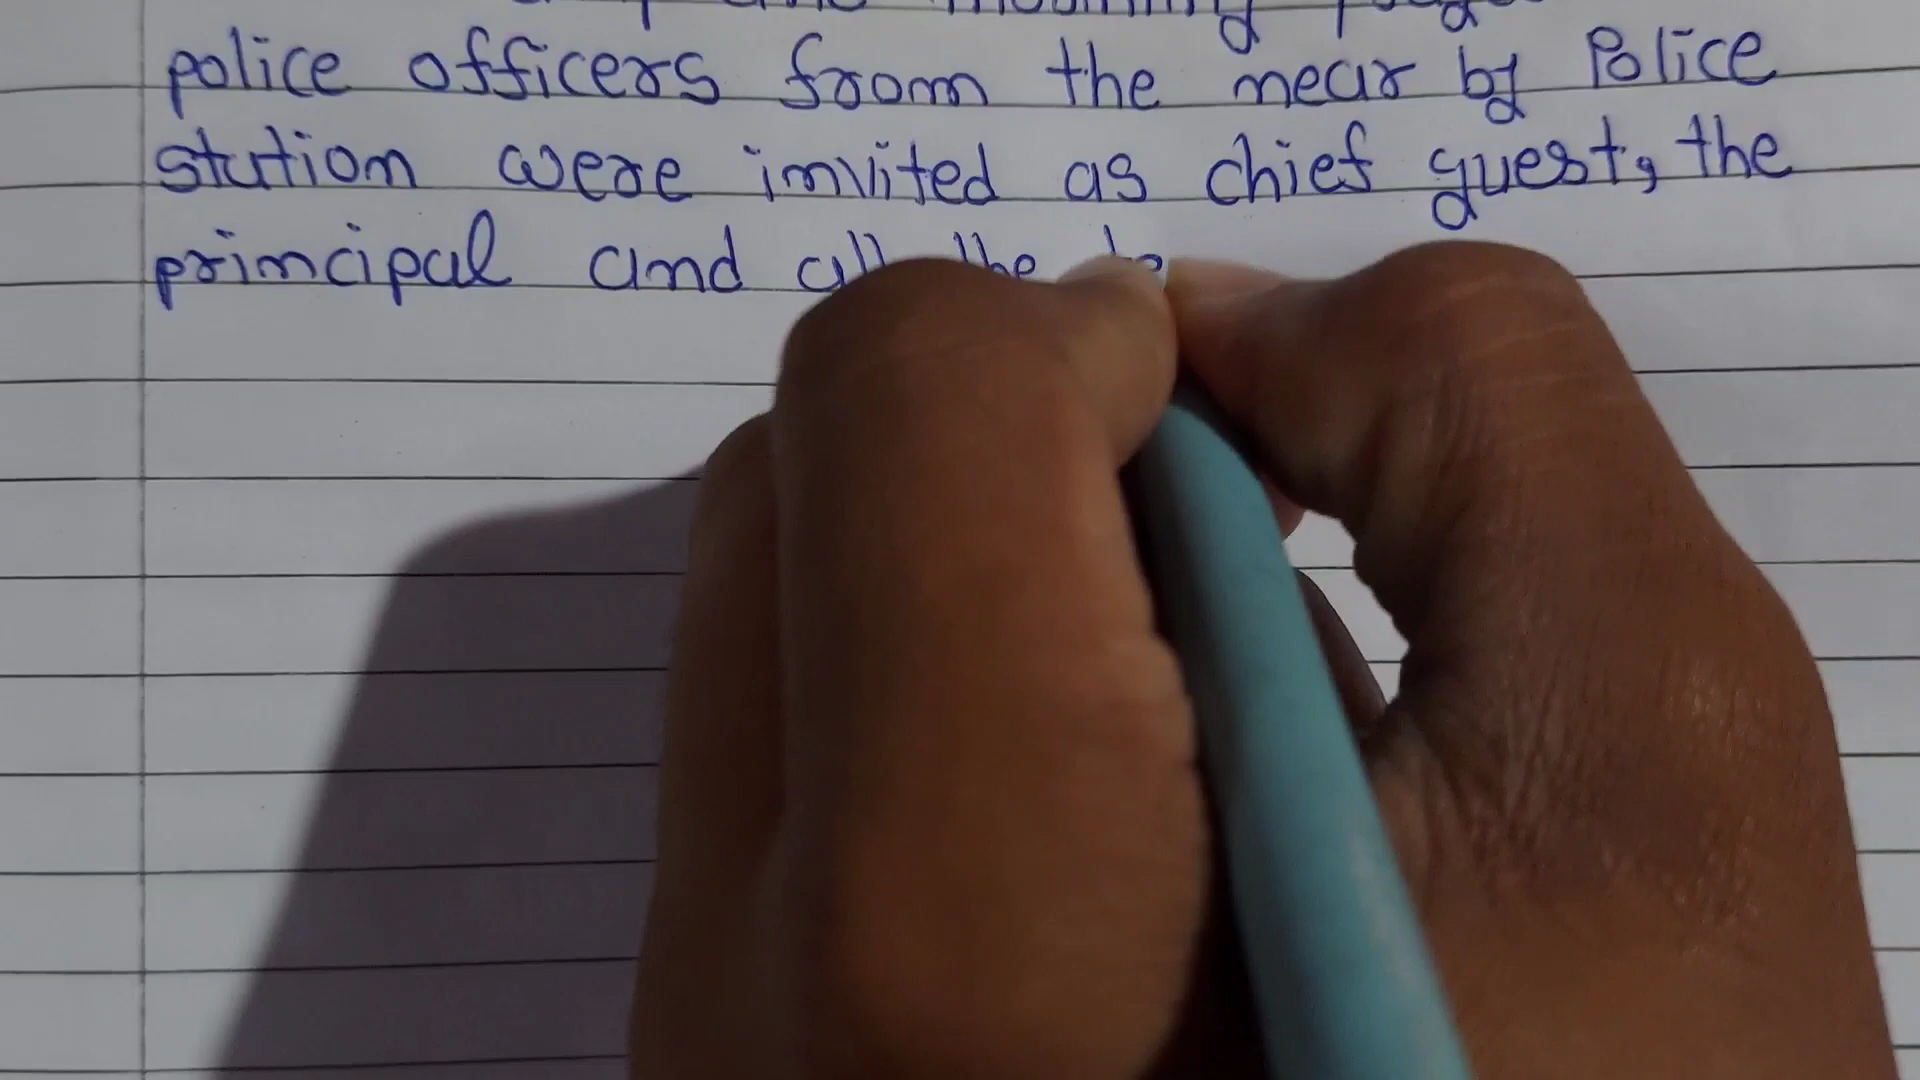 police officers from the near by Police
station were invited as chief guest, the
principal and all the